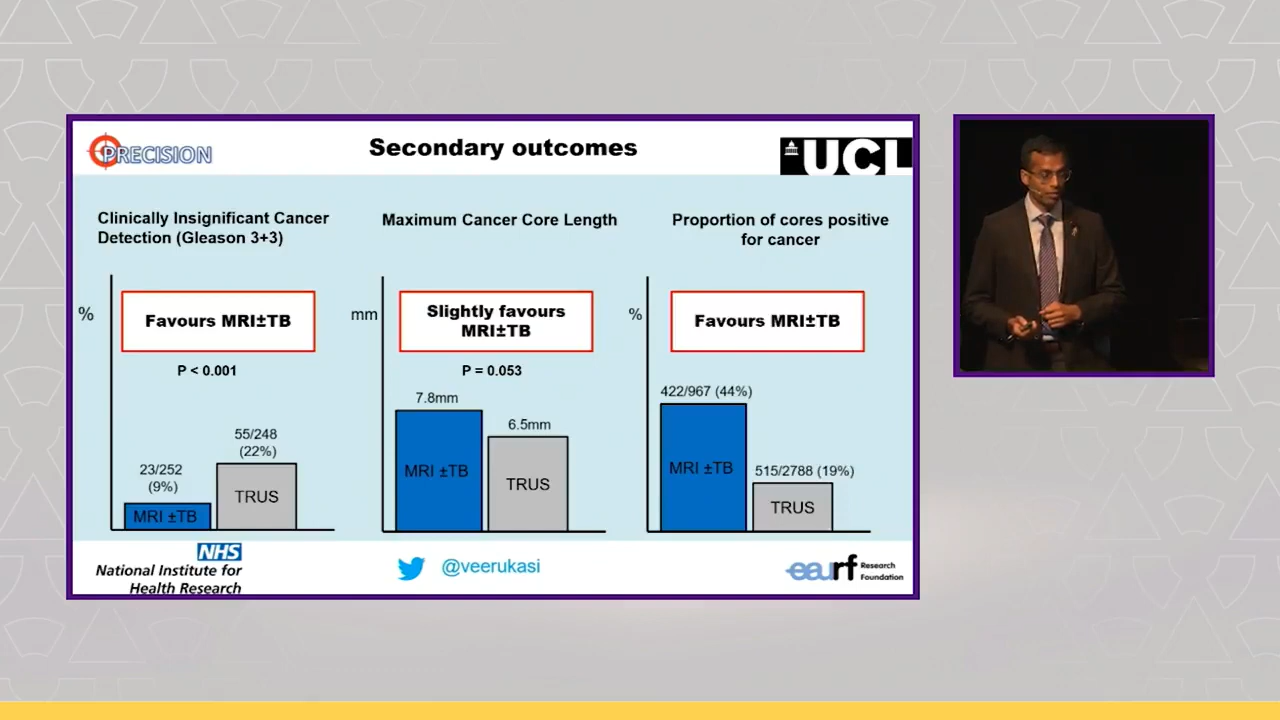 PRECISION
Secondary outcomes
UCL
Clinically Insignificant Cancer
Detection (Gleason 3+3)
%
Favours MRI±TB
P < 0.001
23/252
(9%)
MRI ±TB
55/248
(22%)
TRUS
Maximum Cancer Core Length
mm
Slightly favours
MRI±TB
P = 0.053
7.8mm
MRI ±TB
6.5mm
TRUS
Proportion of cores positive
for cancer
%
Favours MRI±TB
422/967 (44%)
MRI ±TB
515/2788 (19%)
TRUS
NHS
National Institute for
Health Research
@veerukasi
eaurf Research
Foundation